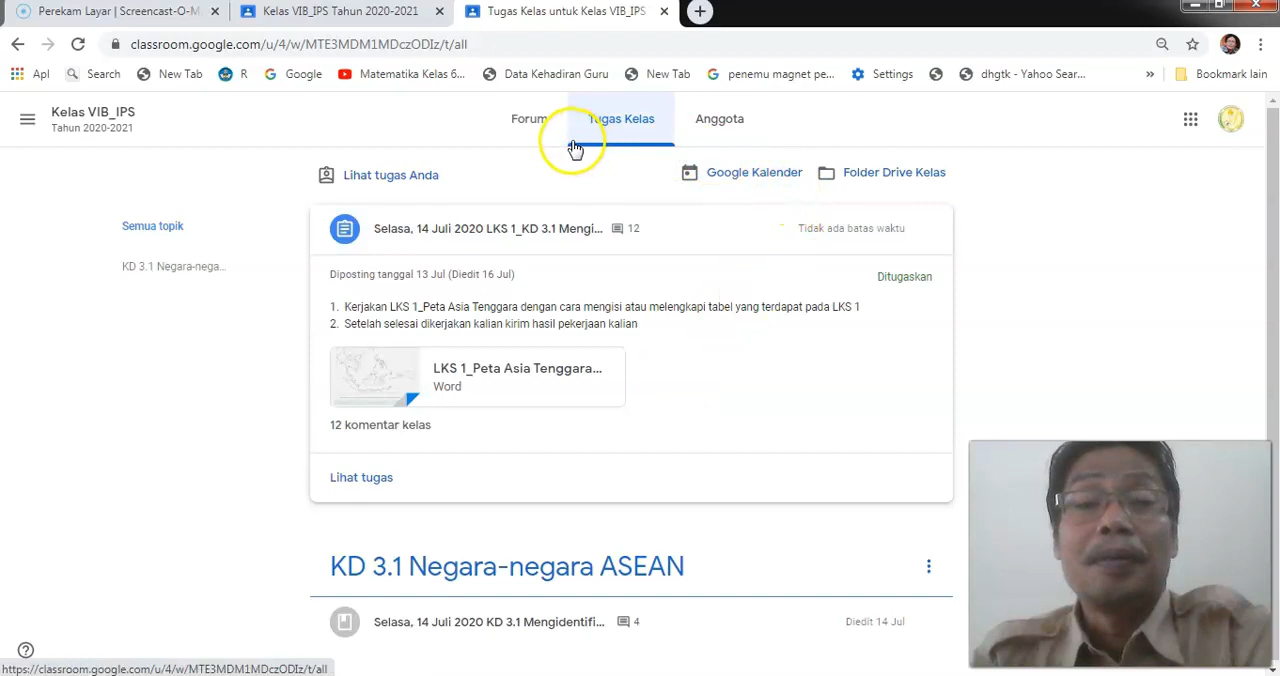 Perekam Layar | Screencast-O-Ma
Kelas VIB_IPS Tahun 2020-2021
Tugas Kelas untuk Kelas VIB_IPS
classroom.google.com/u/4/w/MTE3MDM1MDczODIz/t/all
Apl
Search
New Tab
R
Google
Matematika Kelas 6...
Data Kehadiran Guru
New Tab
penemu magnet pe...
Settings
dhgtk - Yahoo Sear...
»
Bookmark lain
Kelas VIB_IPS
Tahun 2020-2021
Forum
Tugas Kelas
Anggota
Lihat tugas Anda
Google Kalender
Folder Drive Kelas
Semua topik
KD 3.1 Negara-nega...
Selasa, 14 Juli 2020 LKS 1_KD 3.1 Mengi...
12
Tidak ada batas waktu
Diposting tanggal 13 Jul (Diedit 16 Jul)
Ditugaskan
1. Kerjakan LKS 1_Peta Asia Tenggara dengan cara mengisi atau melengkapi tabel yang terdapat pada LKS 1
2. Setelah selesai dikerjakan kalian kirim hasil pekerjaan kalian
LKS 1_Peta Asia Tenggara...
Word
12 komentar kelas
Lihat tugas
KD 3.1 Negara-negara ASEAN
Selasa, 14 Juli 2020 KD 3.1 Mengidentifi...
4
Diedit 14 Jul
https://classroom.google.com/u/4/w/MTE3MDM1MDczODIz/t/all